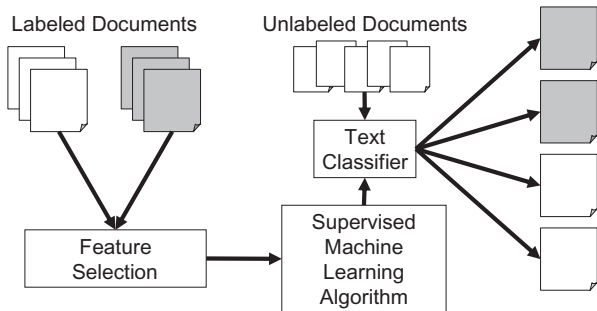 Labeled Documents
Unlabeled Documents
Text
Classifier
Feature
Selection
Supervised
Machine
Learning
Algorithm